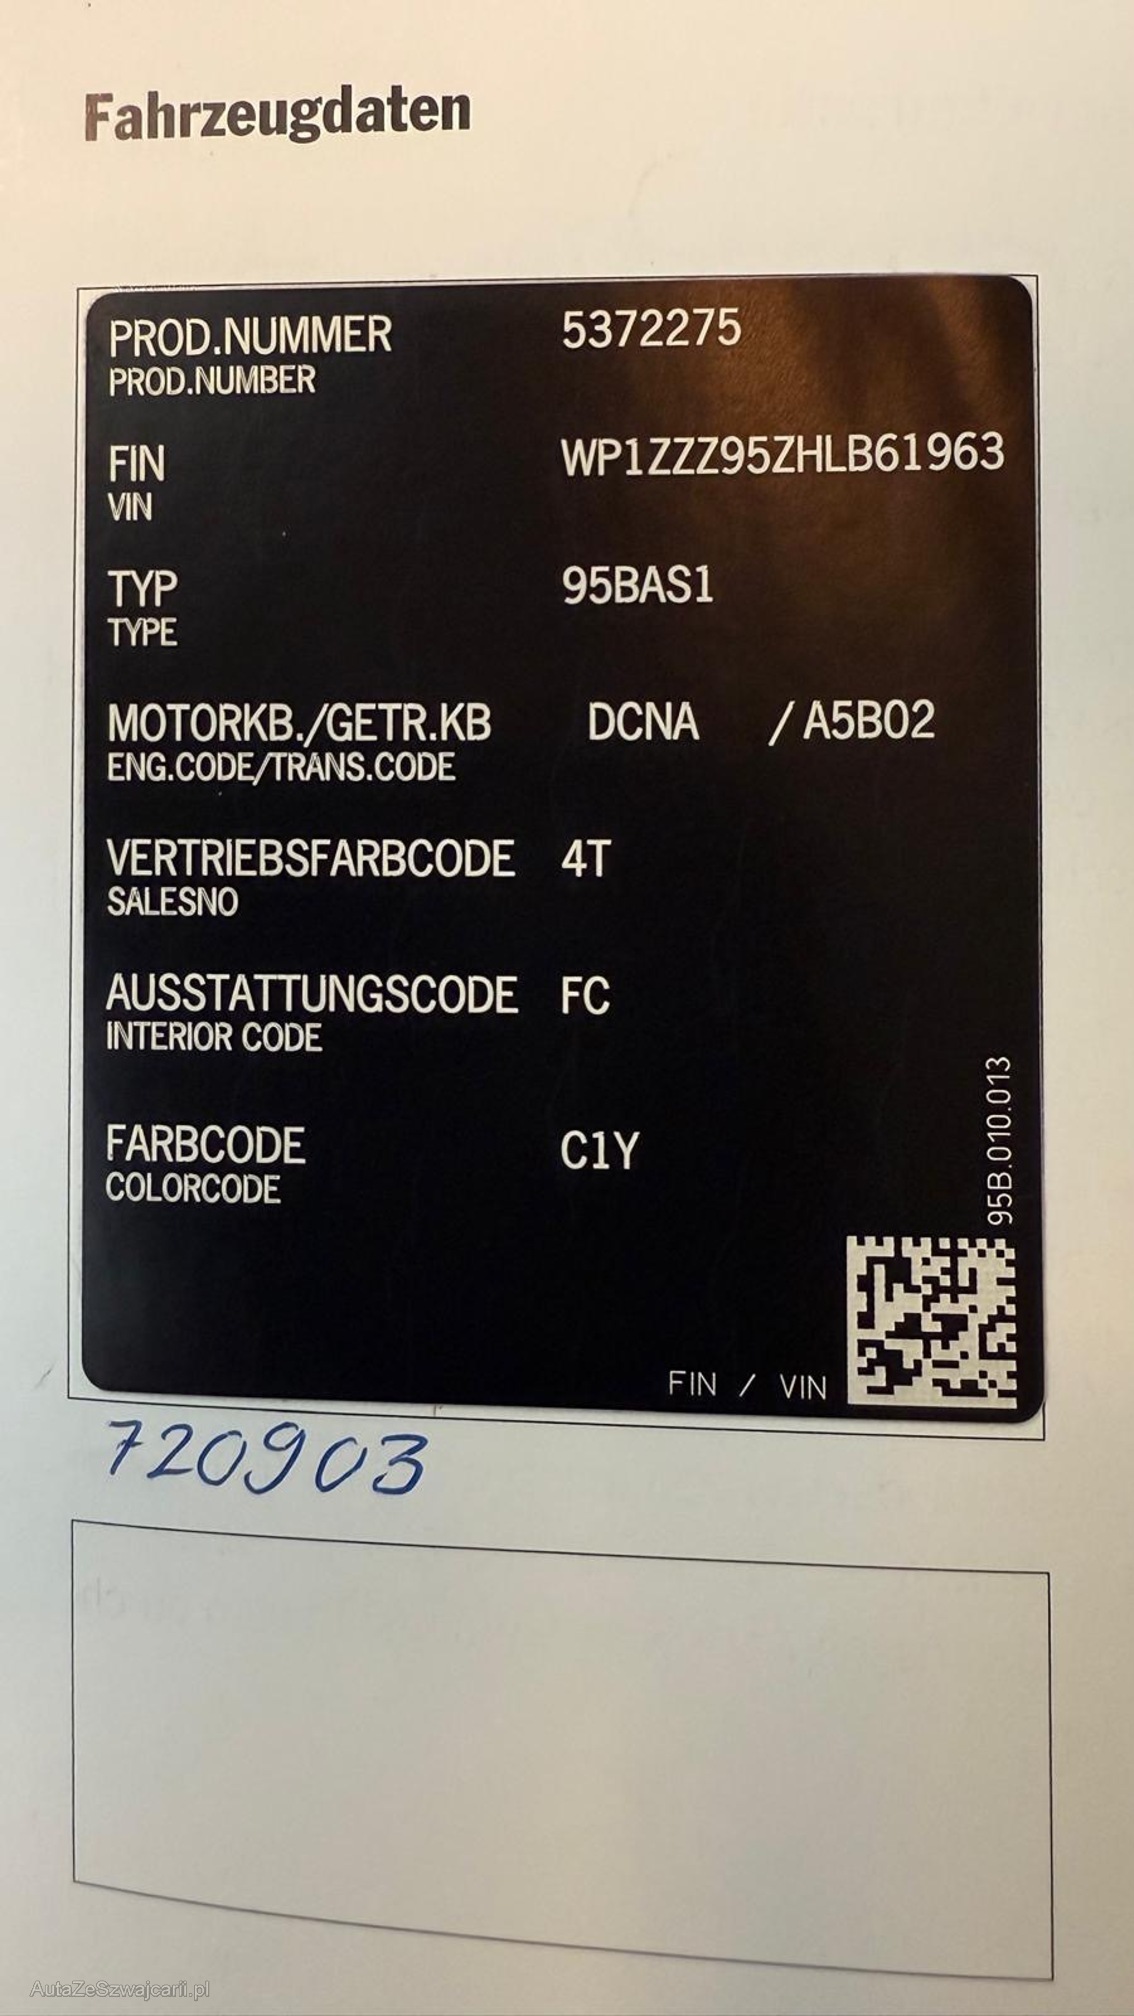 Fahrzeugdaten
PROD.NUMMER 5372275
PROD.NUMBER
FIN WP1ZZZ95ZHLB61963
VIN
TYP 95BAS1
TYPE
MOTORKB./GETR.KB DCNA / A5B02
ENG.CODE/TRANS.CODE
VERTRIEBSFARBCODE 4T
SALESNO
AUSSTATTUNGSCODE FC
INTERIOR CODE
FARBCODE C1Y
COLORCODE
95B.010.013
FIN / VIN
720903
AutaZeSzwajcarii.pl